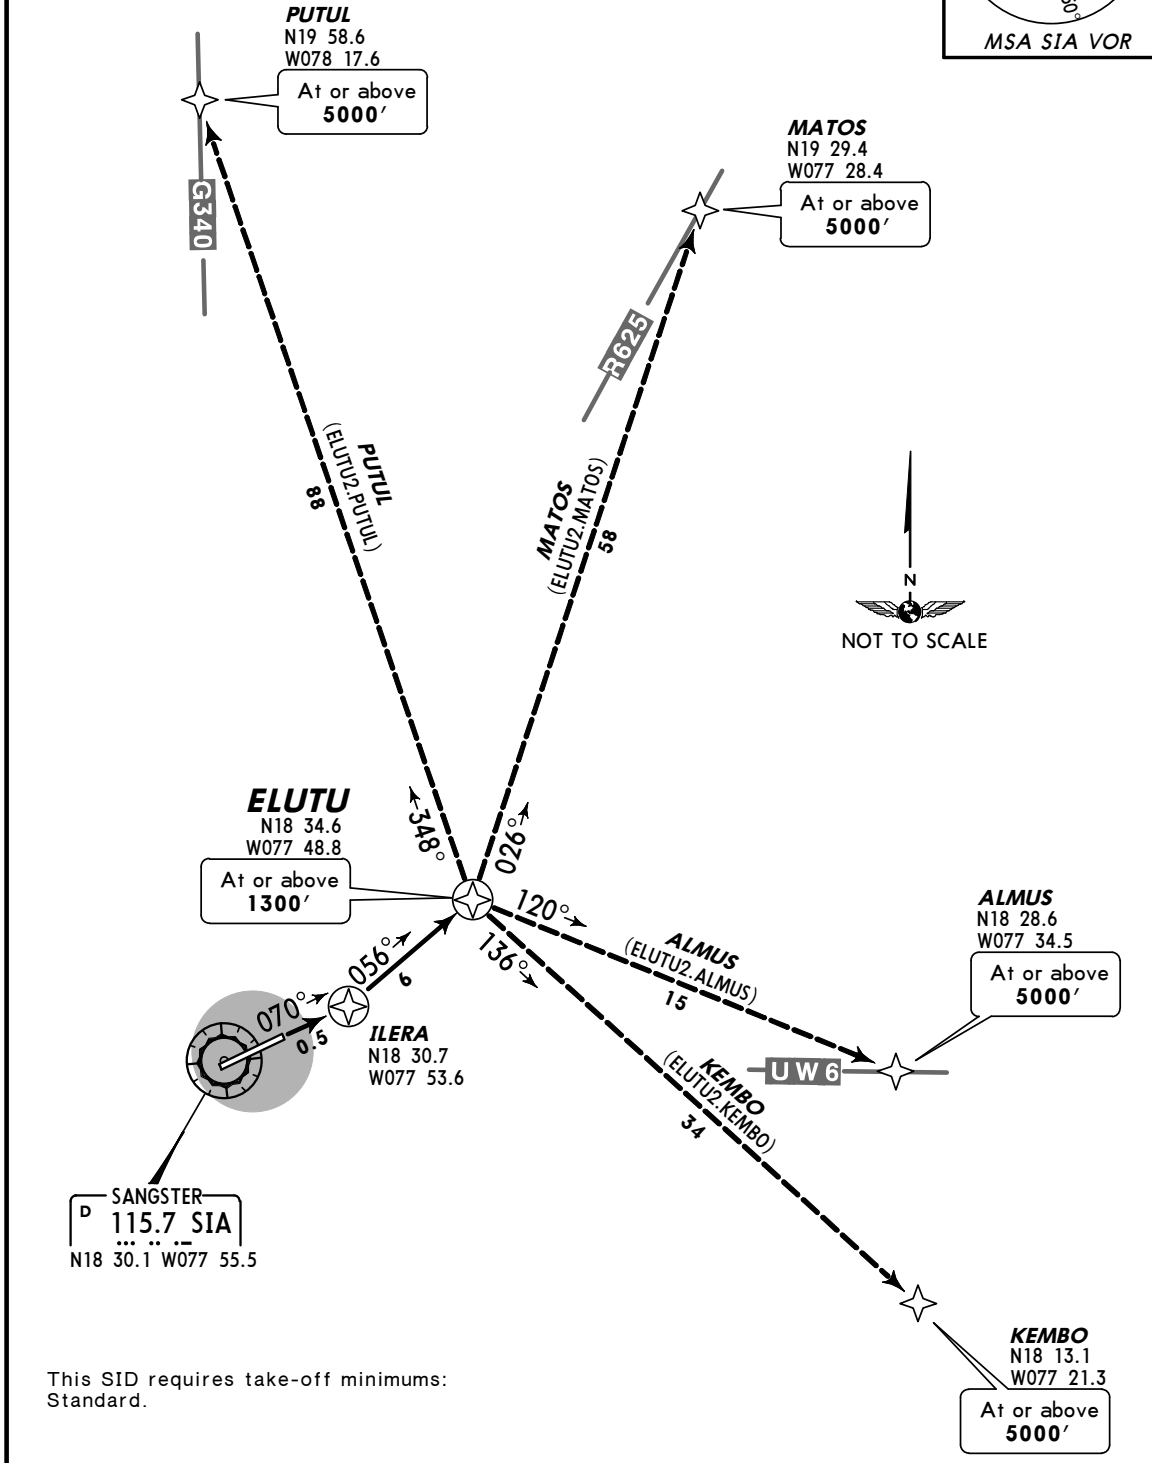 PUTUL
N19 58.6
W078 17.6
At or above
5000'
MSA SIA VOR
MATOS
N19 29.4
W077 28.4
At or above
5000'
G340
R625
PUTUL
(ELUTU2.PUTUL)
88
MATOS
(ELUTU2.MATOS)
58
N
NOT TO SCALE
ELUTU
N18 34.6
W077 48.8
At or above
1300'
348°
026°
120°
136°
ALMUS
N18 28.6
W077 34.5
At or above
5000'
ALMUS
(ELUTU2.ALMUS)
15
056°
6
070°
0.5
ILERA
N18 30.7
W077 53.6
UW6
KEMBO
(ELUTU2.KEMBO)
34
SANGSTER
D
115.7 SIA
N18 30.1 W077 55.5
KEMBO
N18 13.1
W077 21.3
At or above
5000'
This SID requires take-off minimums:
Standard.